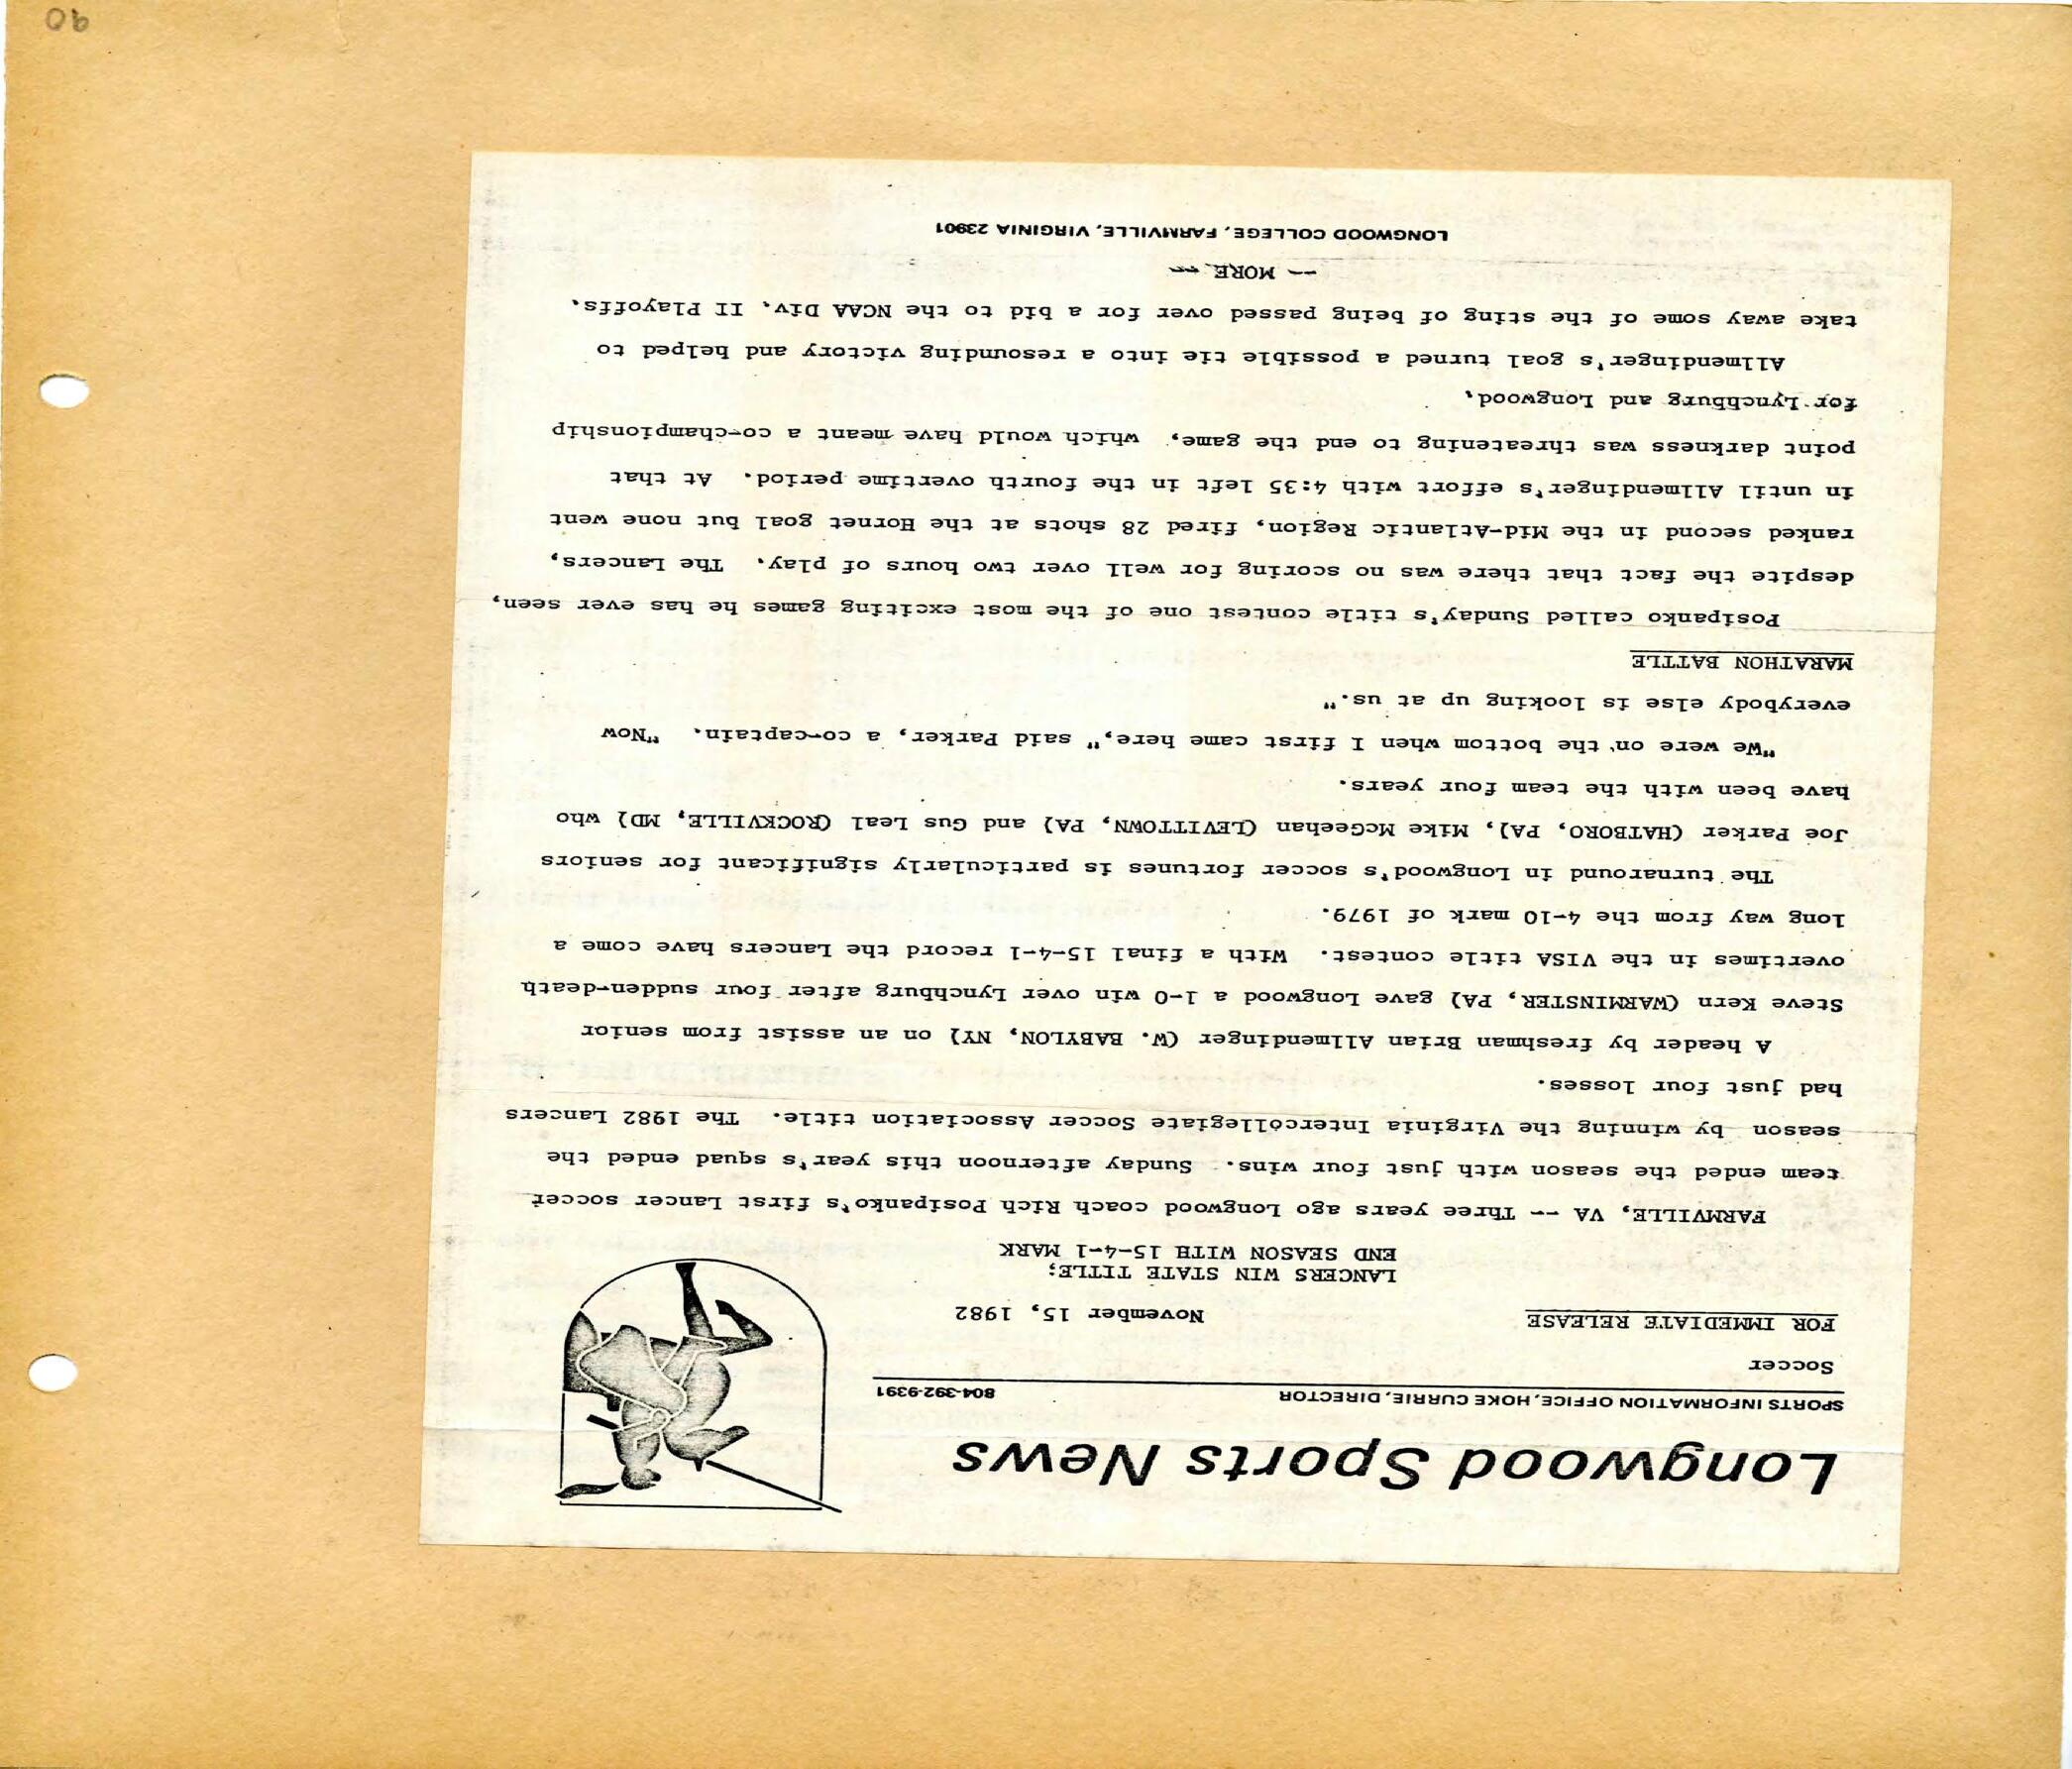 Longwood Sports News
SPORTS INFORMATION OFFICE, HOKE CURRIE, DIRECTOR 804-392-9391
Soccer
FOR IMMEDIATE RELEASE November 15, 1982
LANCERS WIN STATE TITLE;
END SEASON WITH 15-4-1 MARK
FARMVILLE, VA -- Three years ago Longwood coach Rich Posipanko's first Lancer soccer
team ended the season with just four wins. Sunday afternoon this year's squad ended the
season by winning the Virginia Intercollegiate Soccer Association title. The 1982 Lancers
had just four losses.
A header by freshman Brian Allmendinger (W. BABYLON, NY) on an assist from senior
Steve Kern (WARMINSTER, PA) gave Longwood a 1-0 win over Lynchburg after four sudden-death
overtimes in the VISA title contest. With a final 15-4-1 record the Lancers have come a
long way from the 4-10 mark of 1979.
The turnaround in Longwood's soccer fortunes is particularly significant for seniors
Joe Parker (HATBORO, PA), Mike McGeehan (LEVITTOWN, PA) and Gus Leal (ROCKVILLE, MD) who
have been with the team four years.
"We were on the bottom when I first came here," said Parker, a co-captain. "Now
everybody else is looking up at us."
MARATHON BATTLE
Posipanko called Sunday's title contest one of the most exciting games he has ever seen,
despite the fact that there was no scoring for well over two hours of play. The Lancers,
ranked second in the Mid-Atlantic Region, fired 28 shots at the Hornet goal but none went
in until Allmendinger's effort with 4:35 left in the fourth overtime period. At that
point darkness was threatening to end the game, which would have meant a co-championship
for Lynchburg and Longwood.
Allmendinger's goal turned a possible tie into a resounding victory and helped to
take away some of the sting of being passed over for a bid to the NCAA Div. II Playoffs.
-- MORE --
LONGWOOD COLLEGE, FARMVILLE, VIRGINIA 23901
90